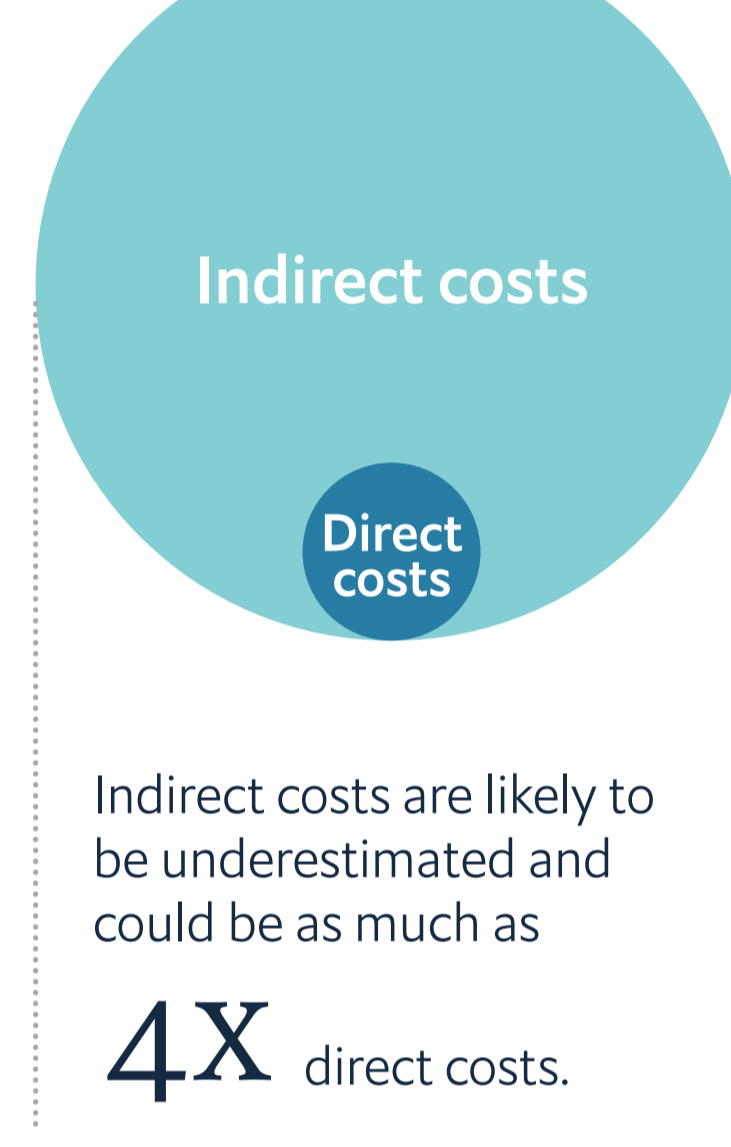 Indirect costs
Direct
costs
Indirect costs are likely to
be underestimated and
could be as much as
4x direct costs.